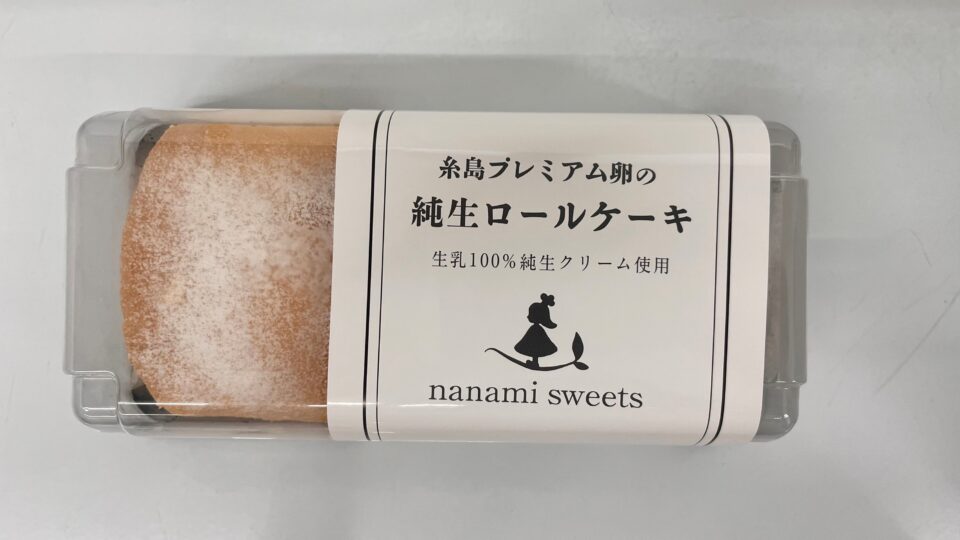 糸島プレミアム卵の
純生ロールケーキ
生乳100%純生クリーム使用
nanami sweets